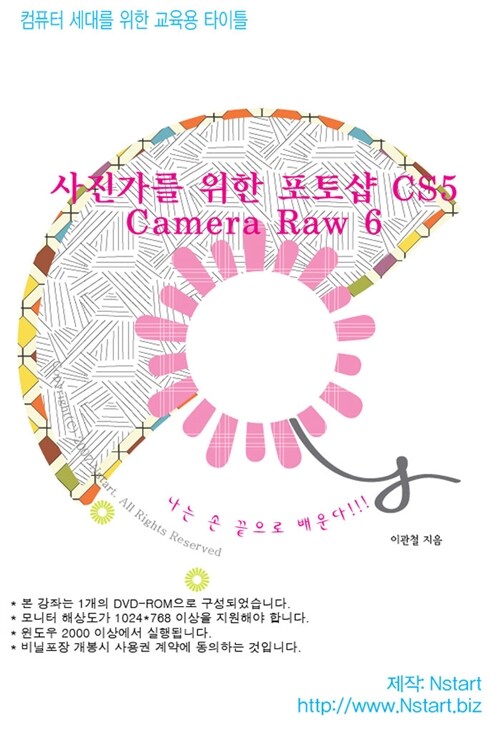 컴퓨터 세대를 위한 교육용 타이틀
사진가를 위한 포토샵 CS5
Camera Raw 6
Nstart. All Rights Reserved
나는 손 끝으로 배운다!!!
이관철 지음
* 본 강좌는 1개의 DVD-ROM으로 구성되었습니다.
* 모니터 해상도가 1024*768 이상을 지원해야 합니다.
* 윈도우 2000 이상에서 실행됩니다.
* 비닐포장 개봉시 사용권 계약에 동의하는 것입니다.
제작: Nstart
http://www.Nstart.biz